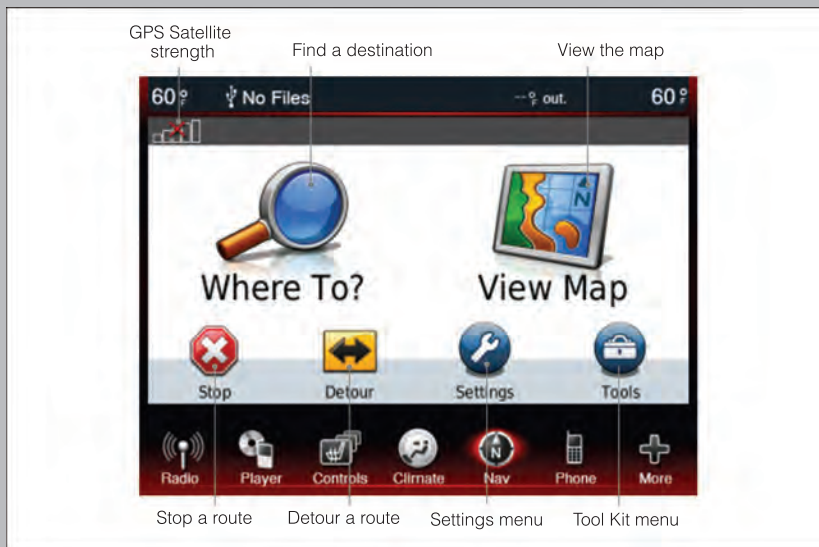 GPS Satellite
strength
Find a destination
View the map
60°F
No Files
--°F out.
60°F
N
Where To?
View Map
Stop
Detour
Settings
Tools
N
Radio
Player
Controls
Climate
Nav
Phone
More
Stop a route
Detour a route
Settings menu
Tool Kit menu